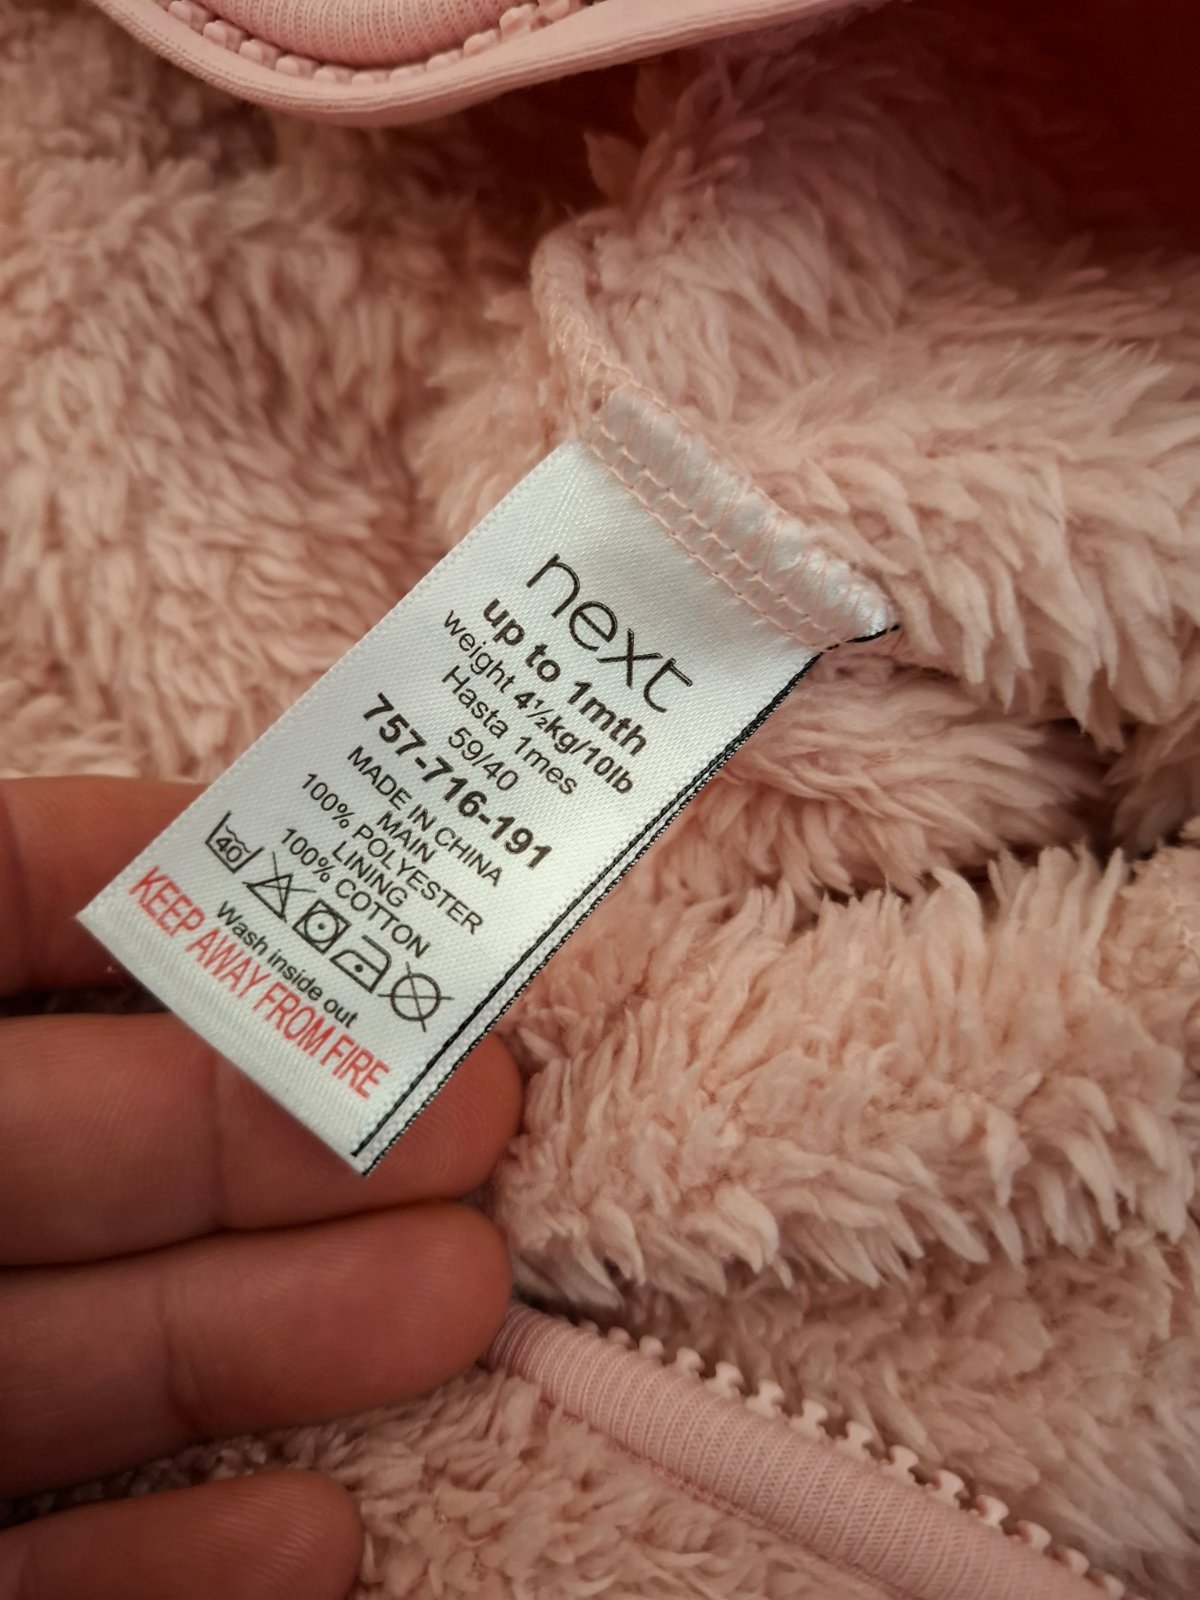 next
up to 1mth
weight 4½kg/10lb
Hasta 1mes
59/40
757-716-191
MADE IN CHINA
MAIN
100% POLYESTER
LINING
100% COTTON
40
Wash inside out
KEEP AWAY FROM FIRE